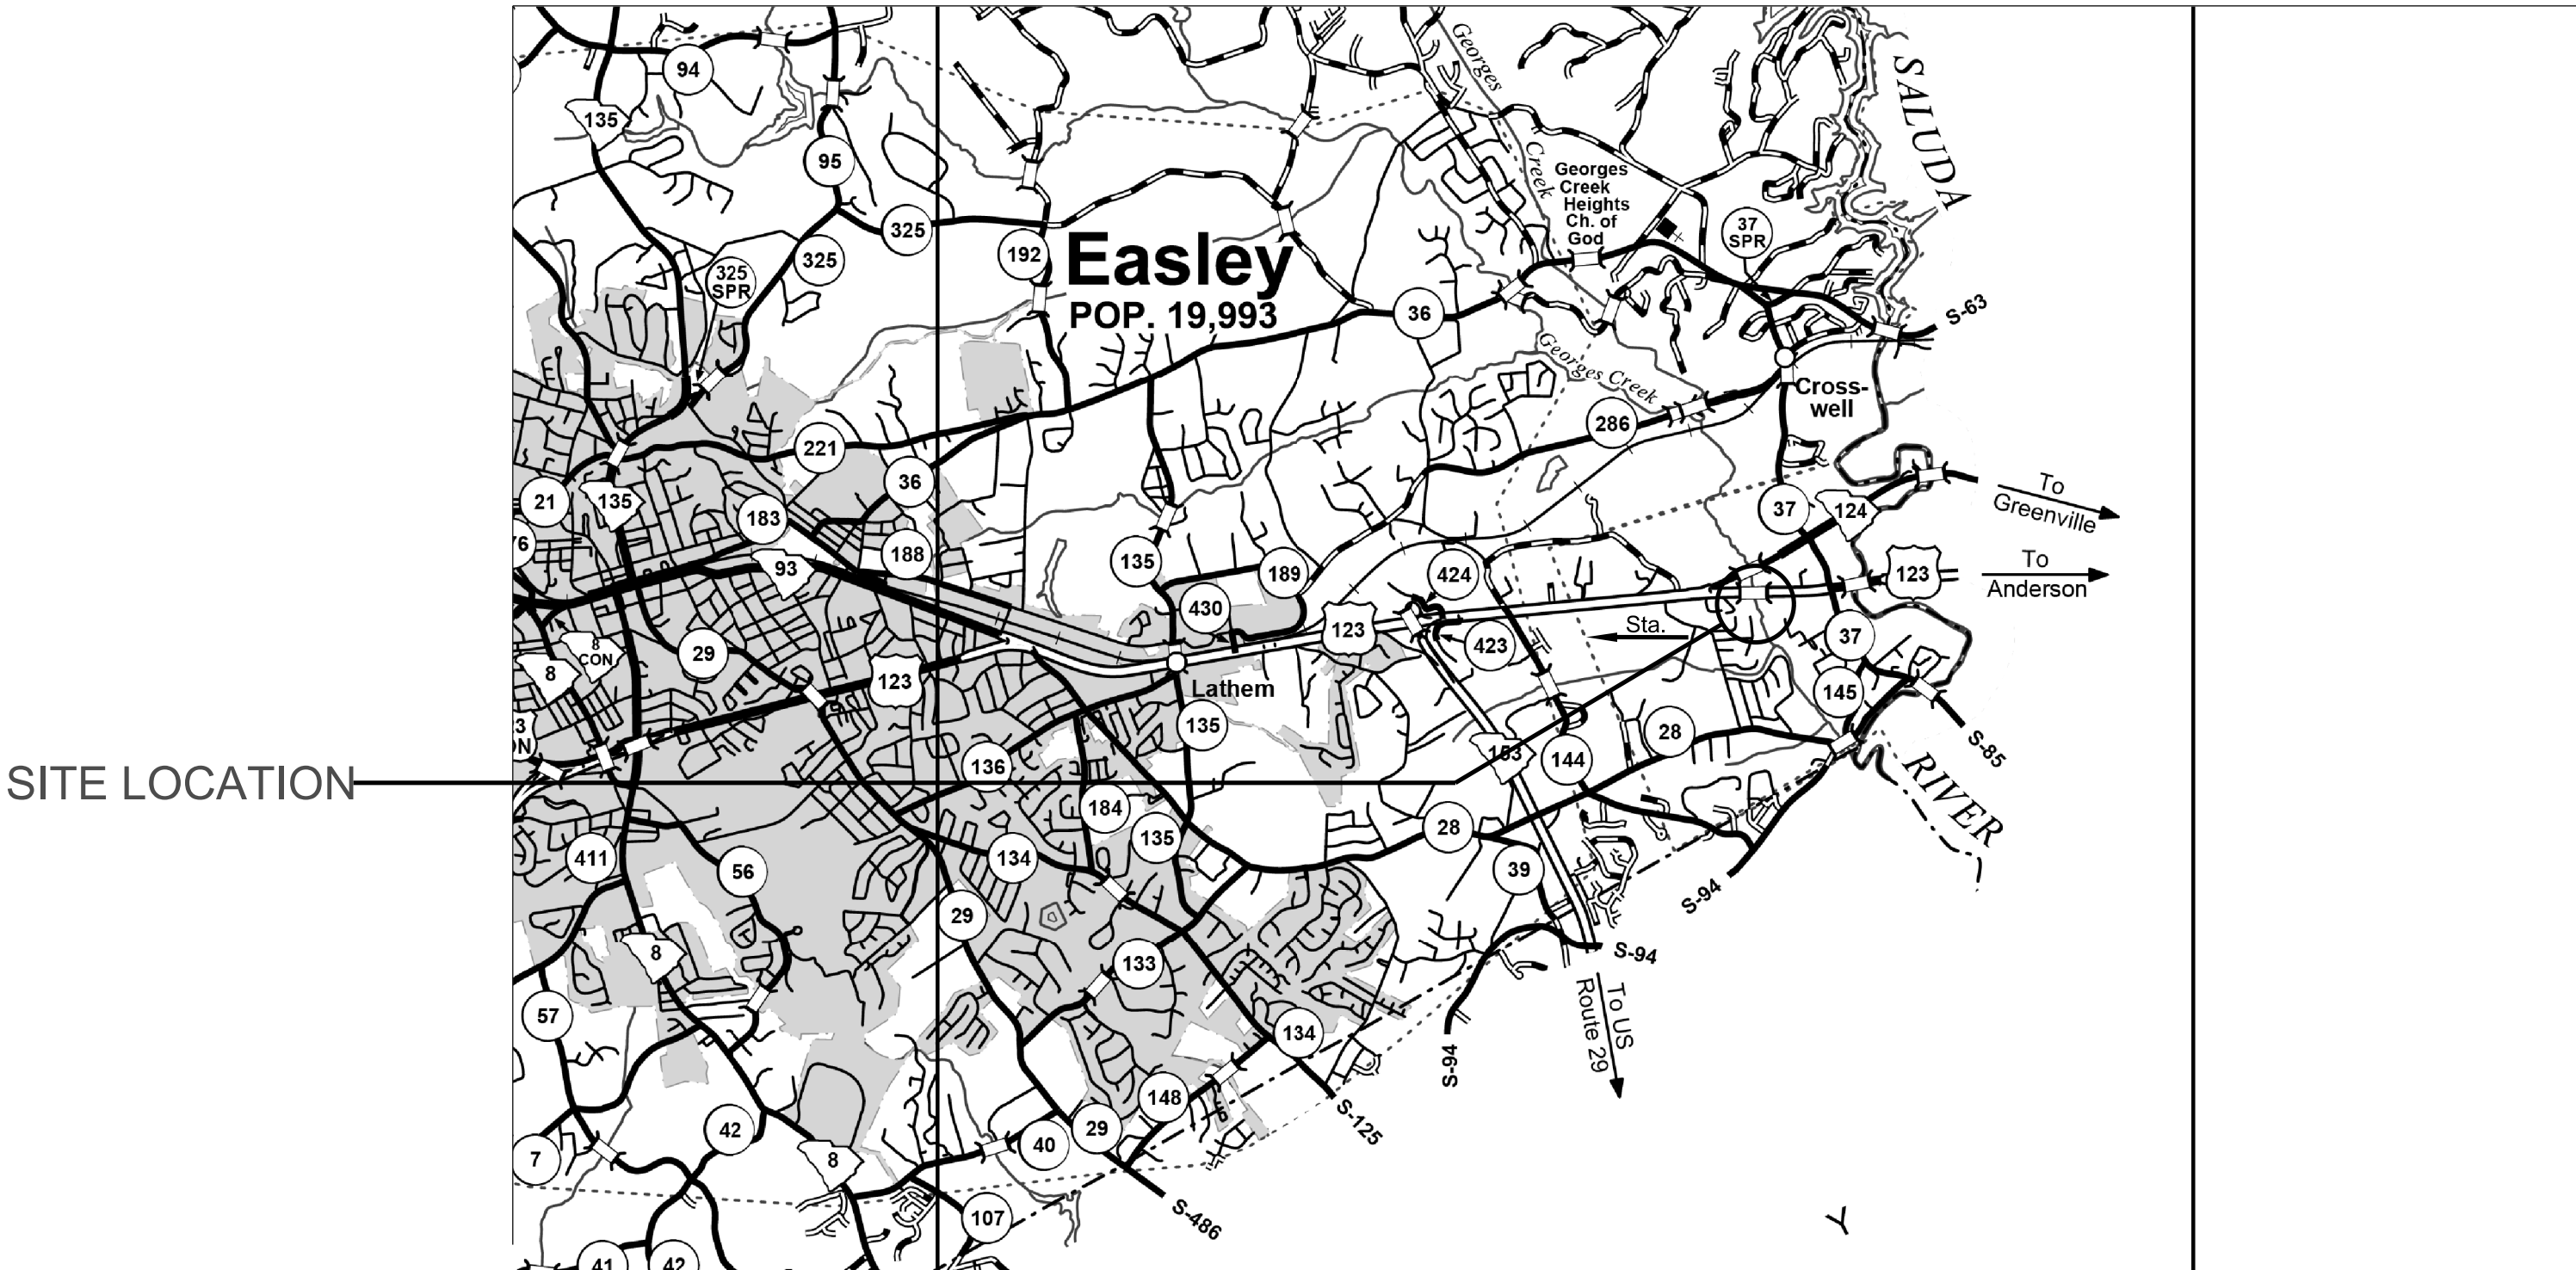 94
135
95
325
325
325
SPR
192
Easley
POP. 19,993
Georges
Creek
Georges
Creek
Heights
Ch. of
God
37
SPR
SALUDA
S-63
36
Georges Creek
Cross-
well
286
221
36
21
135
183
188
93
135
189
430
424
423
123
37
124
To
Greenville
123
To
Anderson
Sta.
37
145
S-85
RIVER
76
8
CON
8
29
123
Lathem
135
136
184
135
134
153
144
28
28
39
S-94
S-94
S-94
To US
Route 29
SITE LOCATION
411
56
29
8
133
57
134
148
S-125
42
29
40
7
8
107
S-486
41
42